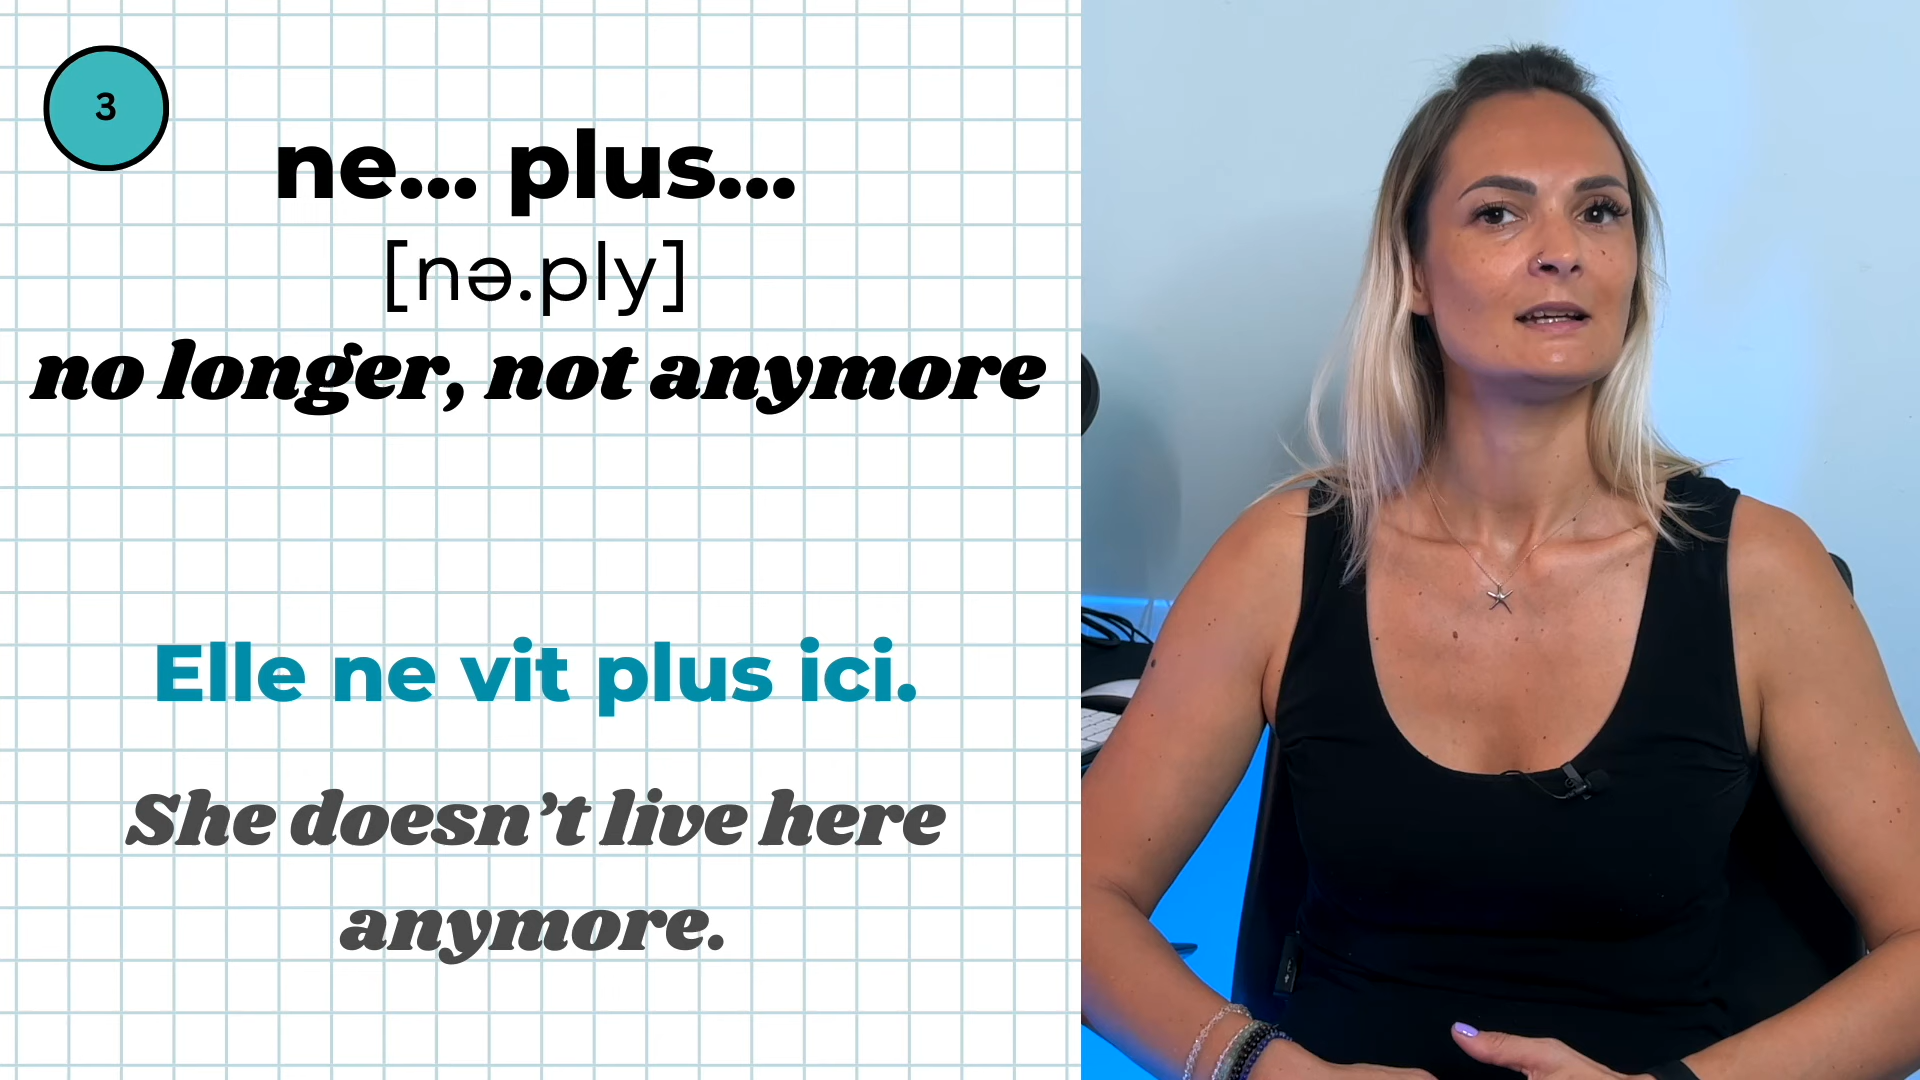 3
ne... plus...
[nə.ply]
no longer, not anymore
Elle ne vit plus ici.
She doesn’t live here
anymore.